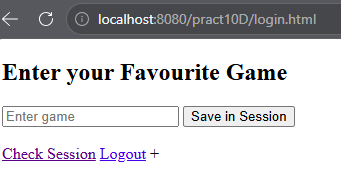 localhost:8080/pract10D/login.html
Enter your Favourite Game
Enter game Save in Session
Check Session Logout +